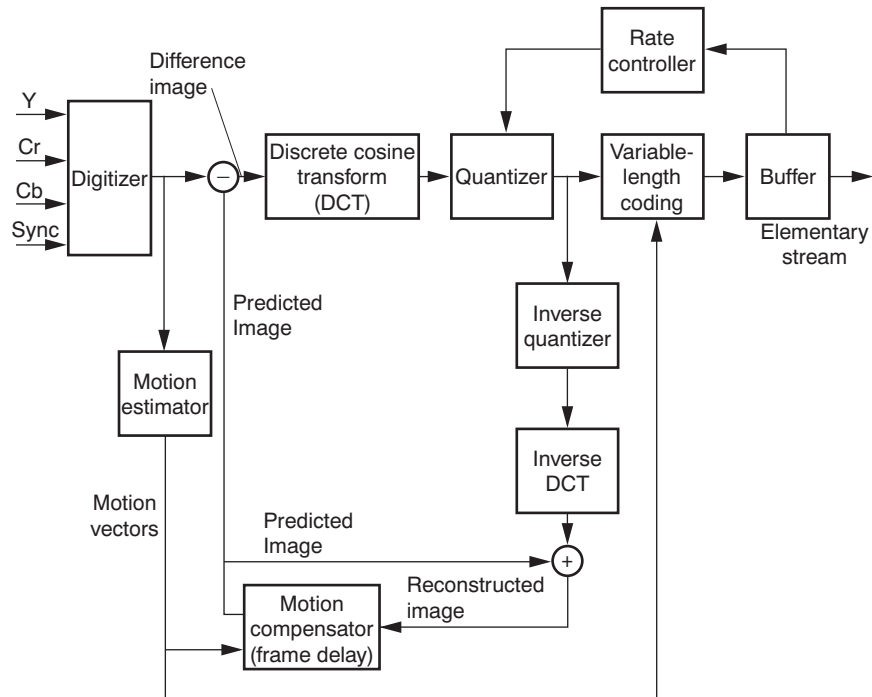 Difference
image
Rate
controller
Y
Cr
Cb
Sync
Digitizer
−
Discrete cosine
transform
(DCT)
Quantizer
Variable-
length
coding
Buffer
Elementary
stream
Predicted
Image
Inverse
quantizer
Motion
estimator
Inverse
DCT
Motion
vectors
Predicted
Image
+
Reconstructed
image
Motion
compensator
(frame delay)